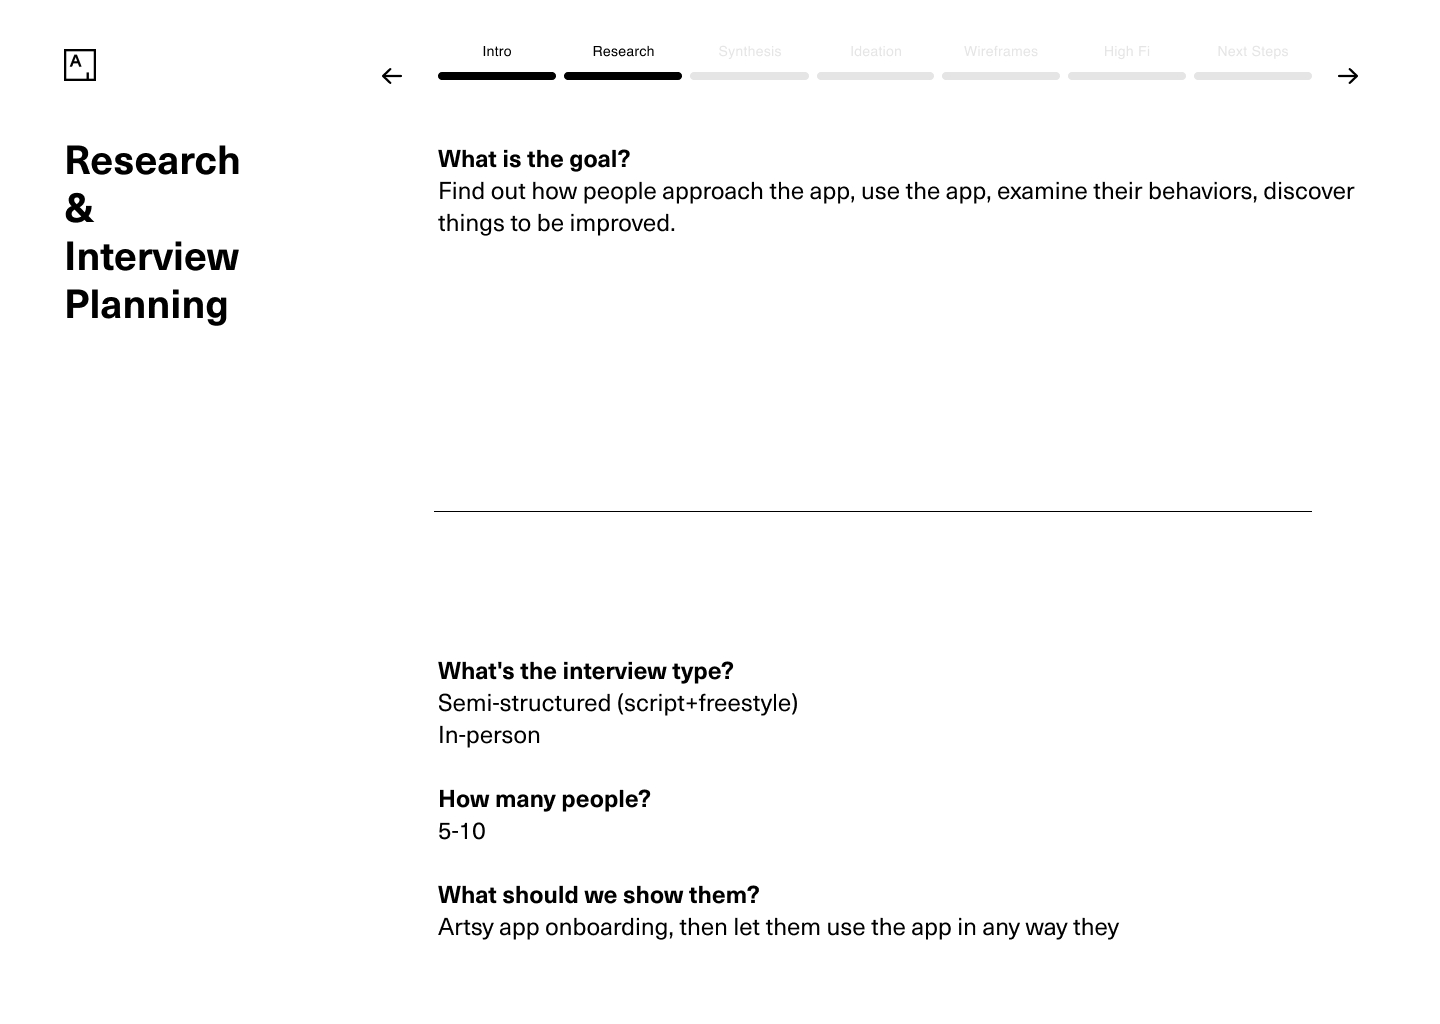 A
Intro
Research
Synthesis
Ideation
Wireframes
High Fi
Next Steps
Research
&
Interview
Planning
What is the goal?
Find out how people approach the app, use the app, examine their behaviors, discover
things to be improved.
What's the interview type?
Semi-structured (script+freestyle)
In-person
How many people?
5-10
What should we show them?
Artsy app onboarding, then let them use the app in any way they